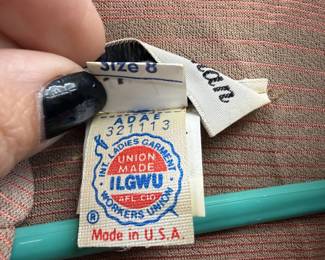 Size 8
ADAE
321113
INT. LADIES GARMENT
UNION
MADE
ILGWU
AFL-CIO
WORKERS UNION
®
Made in U.S.A.